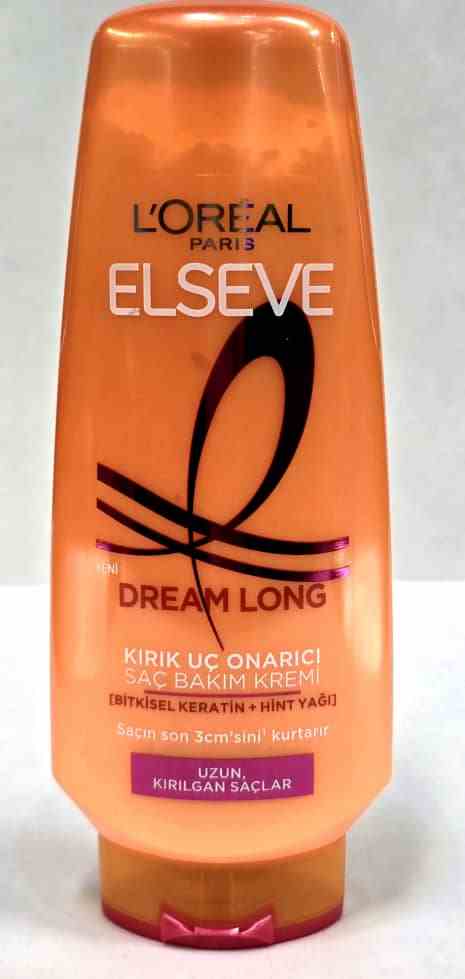 L'ORÉAL
PARIS
ELSEVE
YENİ
DREAM LONG
KIRIK UÇ ONARICI
SAÇ BAKIM KREMİ
[BİTKİSEL KERATİN + HİNT YAĞI]
Saçın son 3cm'sini¹ kurtarır
UZUN,
KIRILGAN SAÇLAR